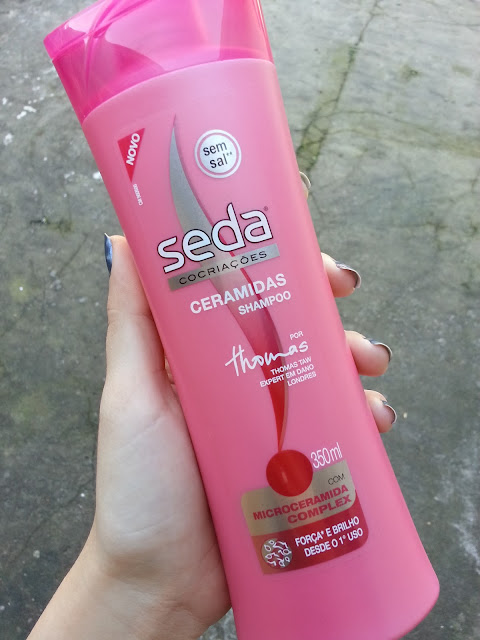 NOVO
sem
sal**
seda®
COCRIAÇÕES
CERAMIDAS
SHAMPOO
POR
thomas
THOMAS TAW
EXPERT EM DANO
LONDRES
350ml
COM
MICROCERAMIDA
COMPLEX
FORÇA* E BRILHO
DESDE O 1º USO